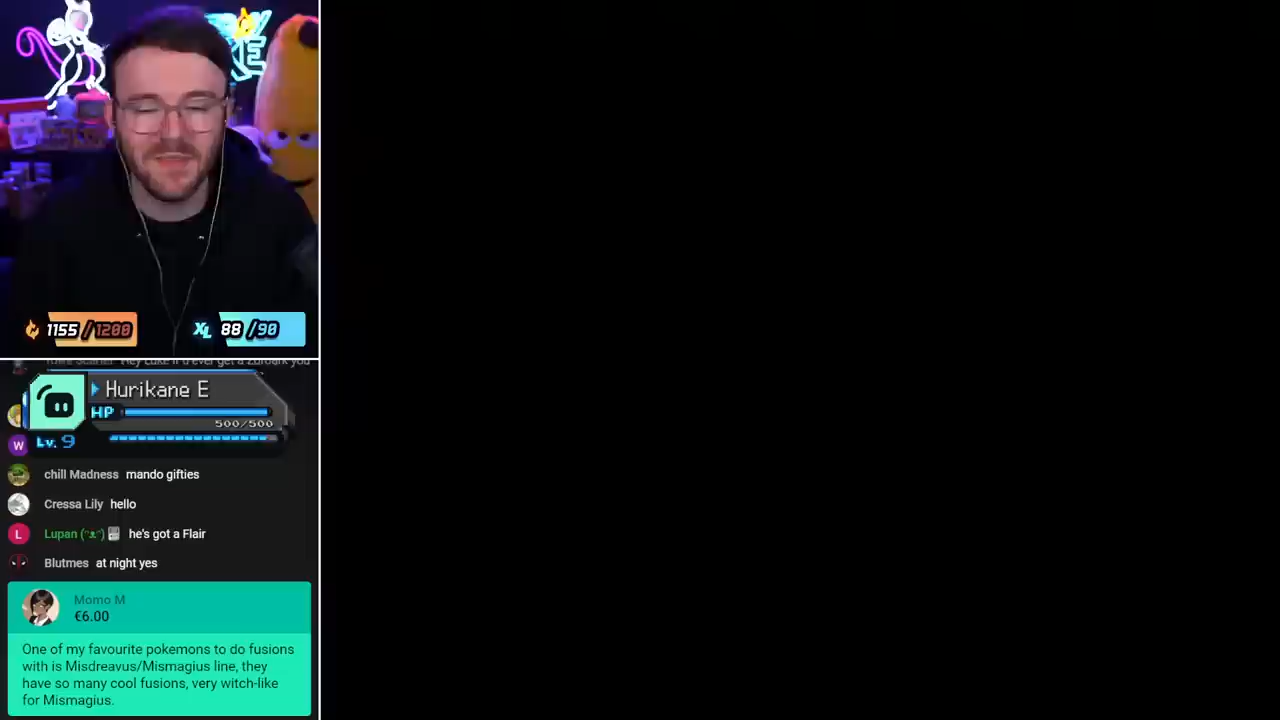 1155/1200
XL 88/90
Hurikane E
HP
500/500
Lv. 9
W
chill Madness mando gifties
Cressa Lily hello
L Lupan (ᵔᴥᵔ) he's got a Flair
Blutmes at night yes
Momo M
€6.00
One of my favourite pokemons to do fusions
with is Misdreavus/Mismagius line, they
have so many cool fusions, very witch-like
for Mismagius.